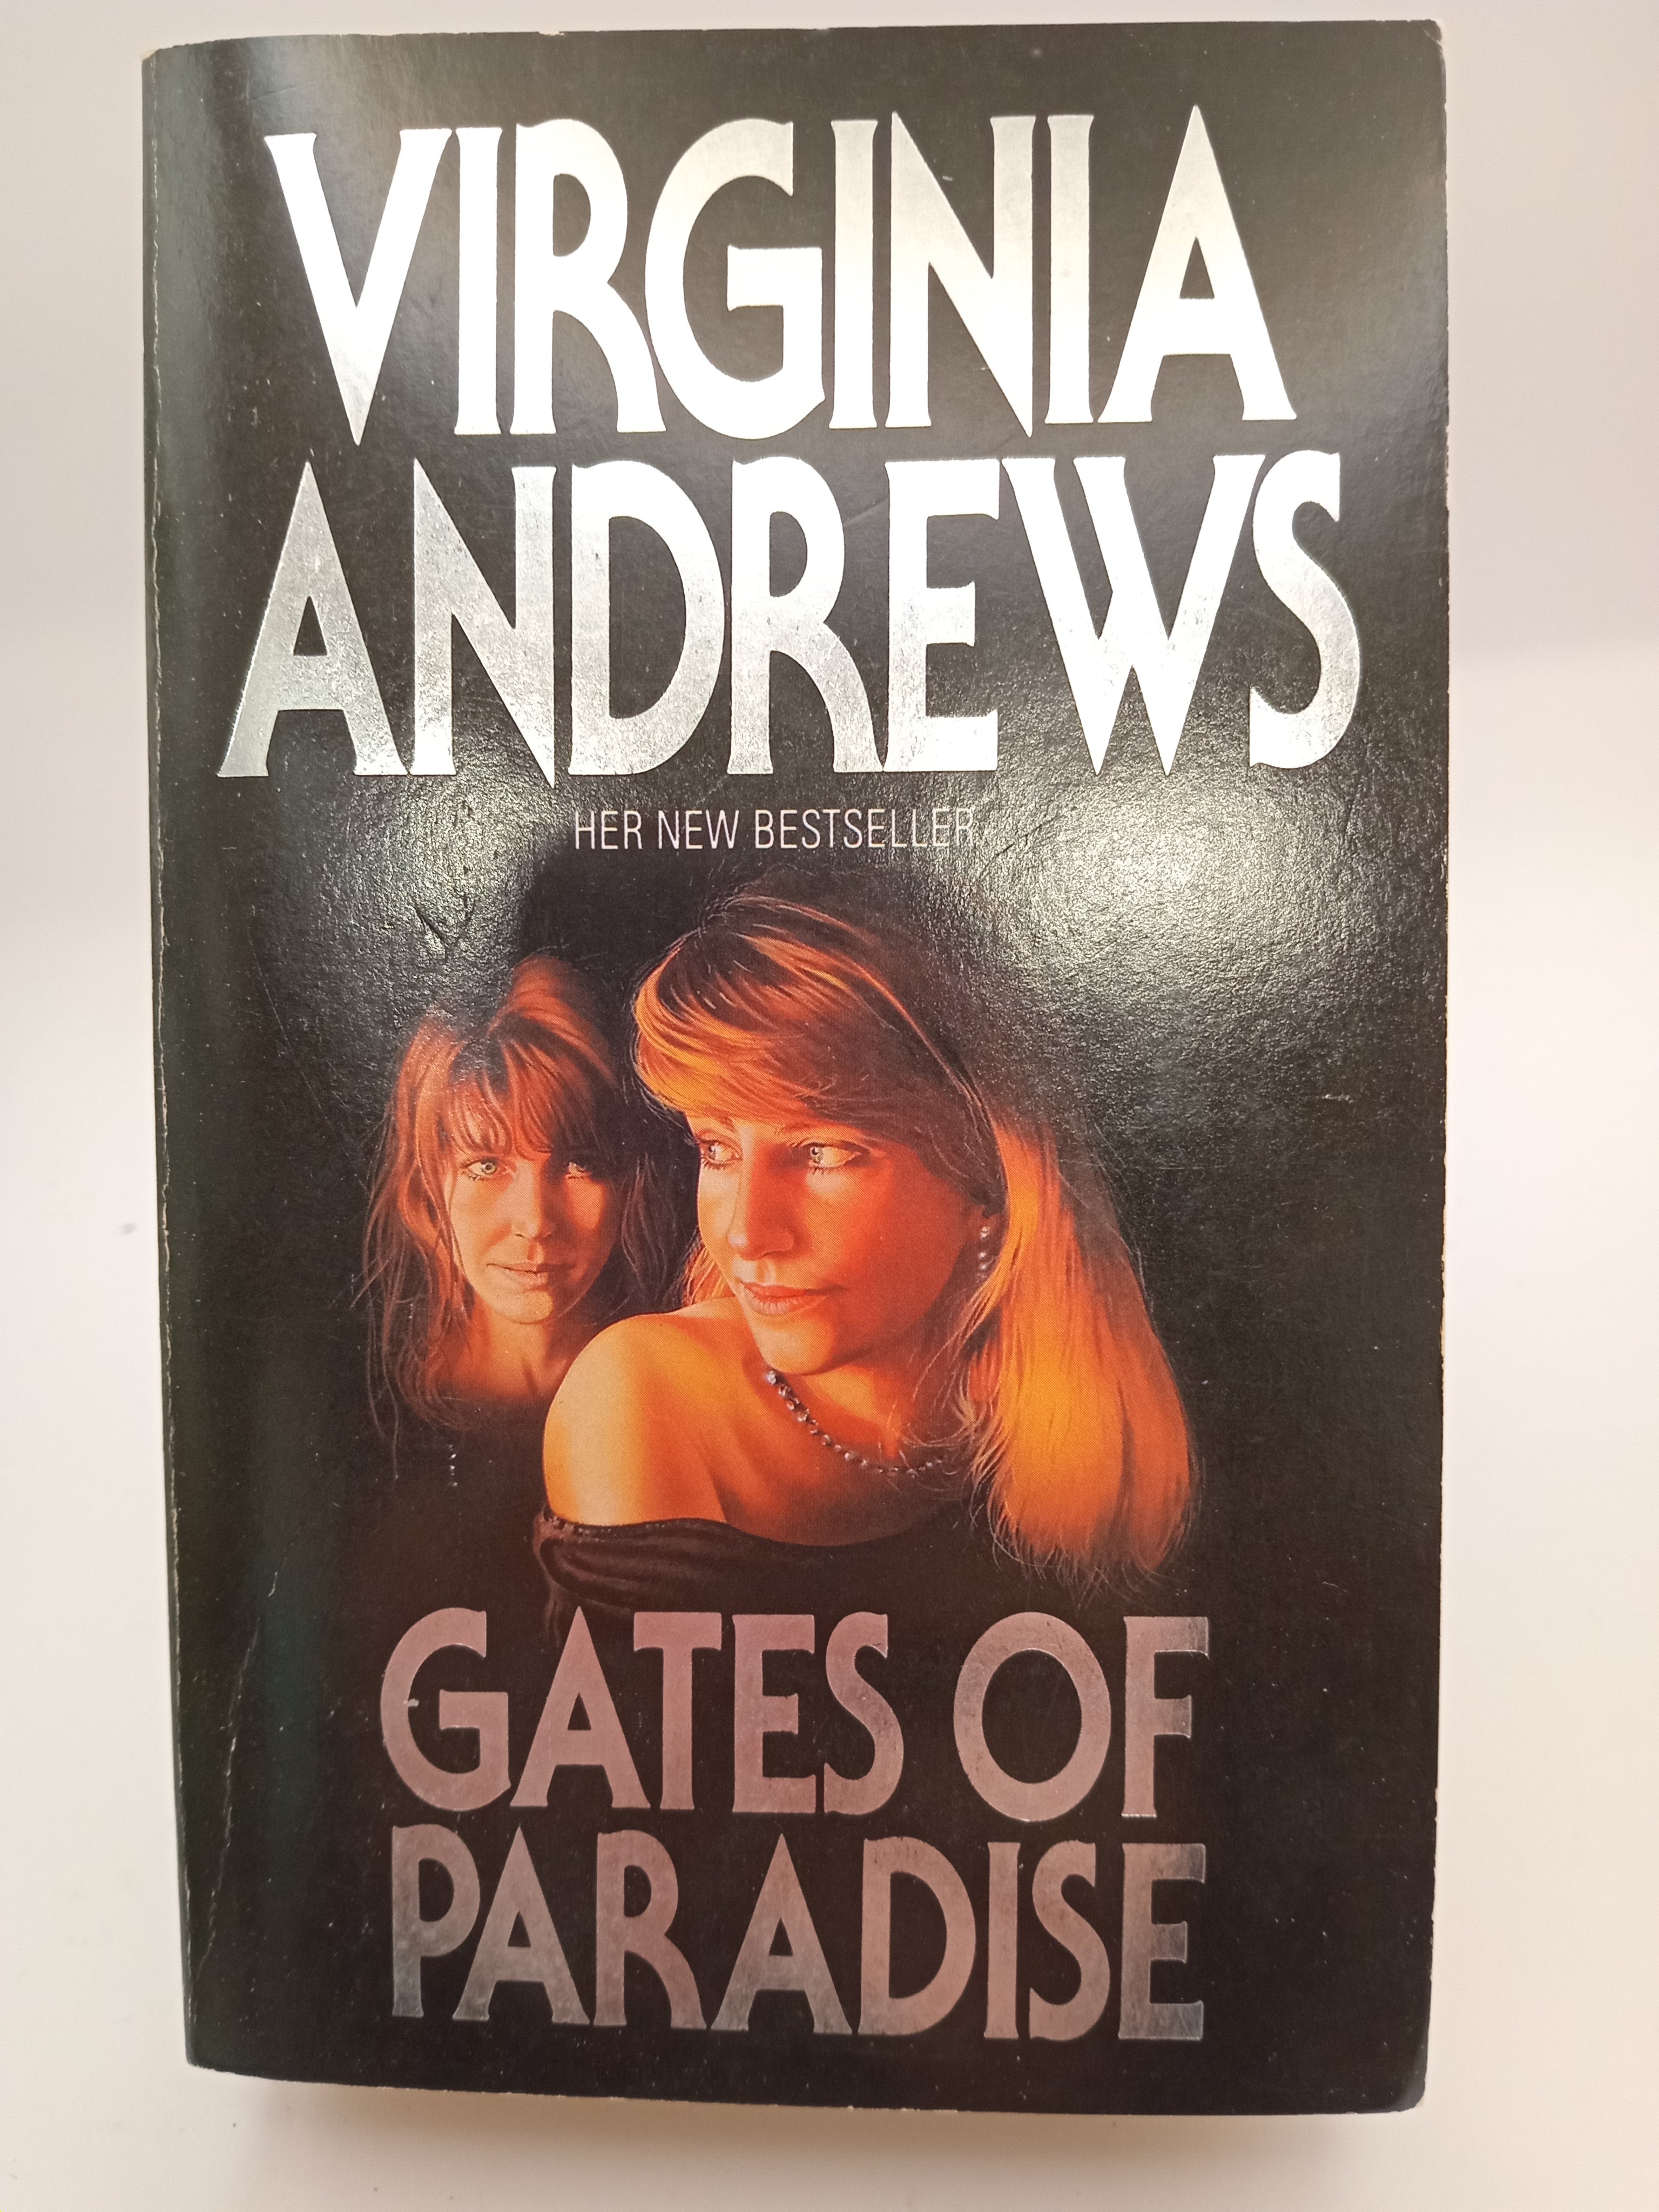 VIRGINIA
ANDREWS
HER NEW BESTSELLER
GATES OF
PARADISE